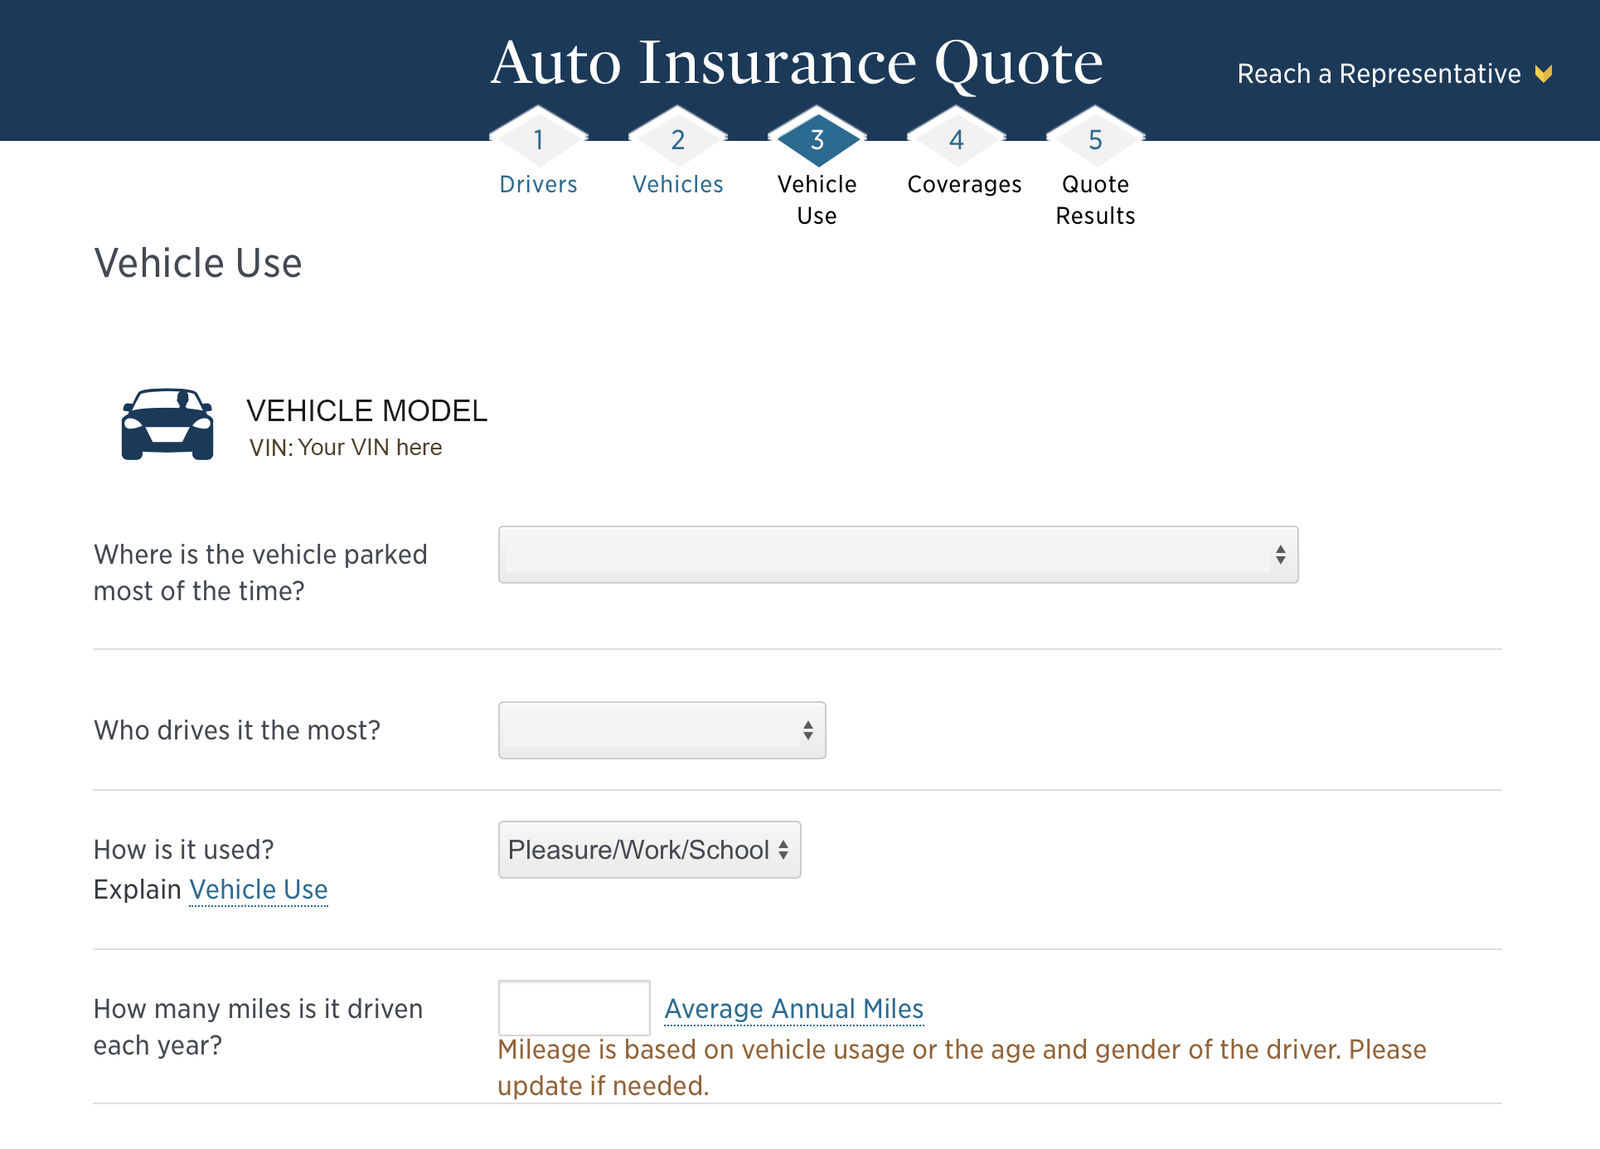 Auto Insurance Quote
Reach a Representative
1
2
3
4
5
Drivers
Vehicles
Vehicle
Use
Coverages
Quote
Results
Vehicle Use
VEHICLE MODEL
VIN: Your VIN here
Where is the vehicle parked
most of the time?
Who drives it the most?
How is it used?
Pleasure/Work/School
Explain Vehicle Use
How many miles is it driven
each year?
Average Annual Miles
Mileage is based on vehicle usage or the age and gender of the driver. Please
update if needed.